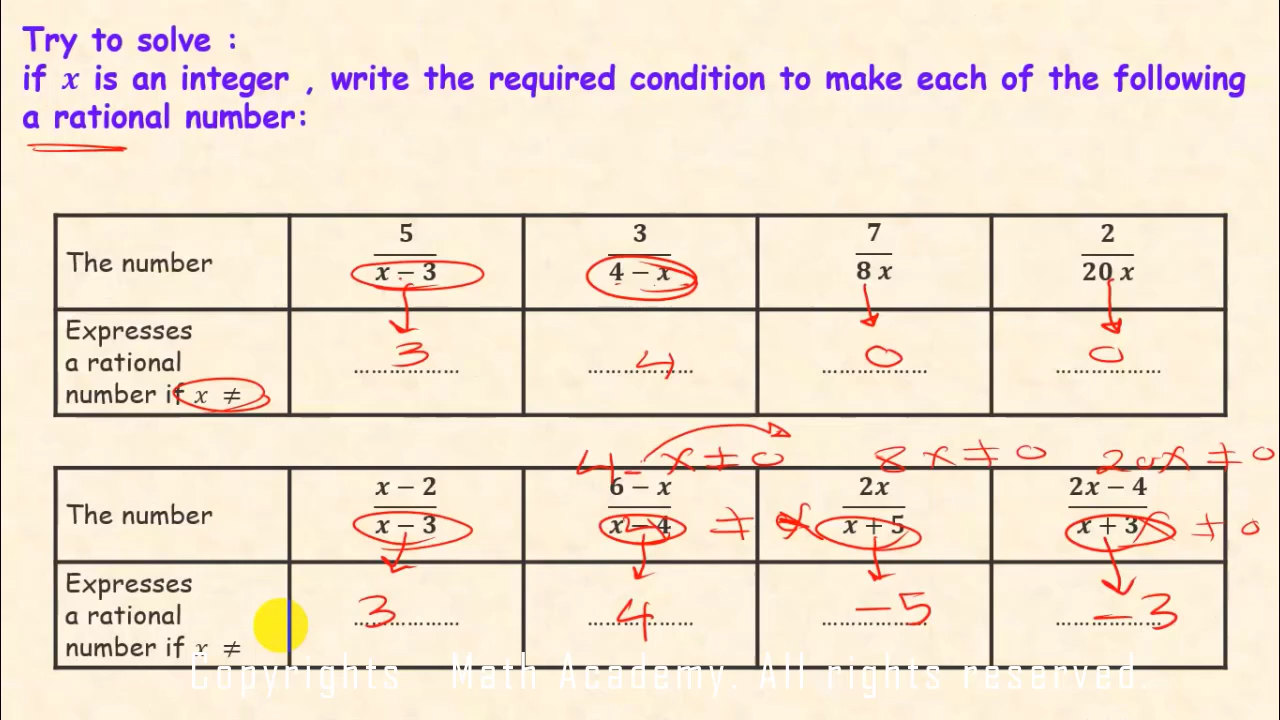 Try to solve :
if x is an integer , write the required condition to make each of the following
a rational number:
The number
5
x − 3
3
4 − x
7
8 x
2
20 x
Expresses
a rational
number if x ≠
3
4
0
0
4 - x ≠ 0
8x ≠ 0
20x ≠ 0
The number
x − 2
x − 3
6 − x
x − 4
≠ 0
2x
x + 5
2x − 4
x + 3
≠ 0
Expresses
a rational
number if x ≠
3
4
-5
-3
Copyrights - Math Academy. All rights reserved.